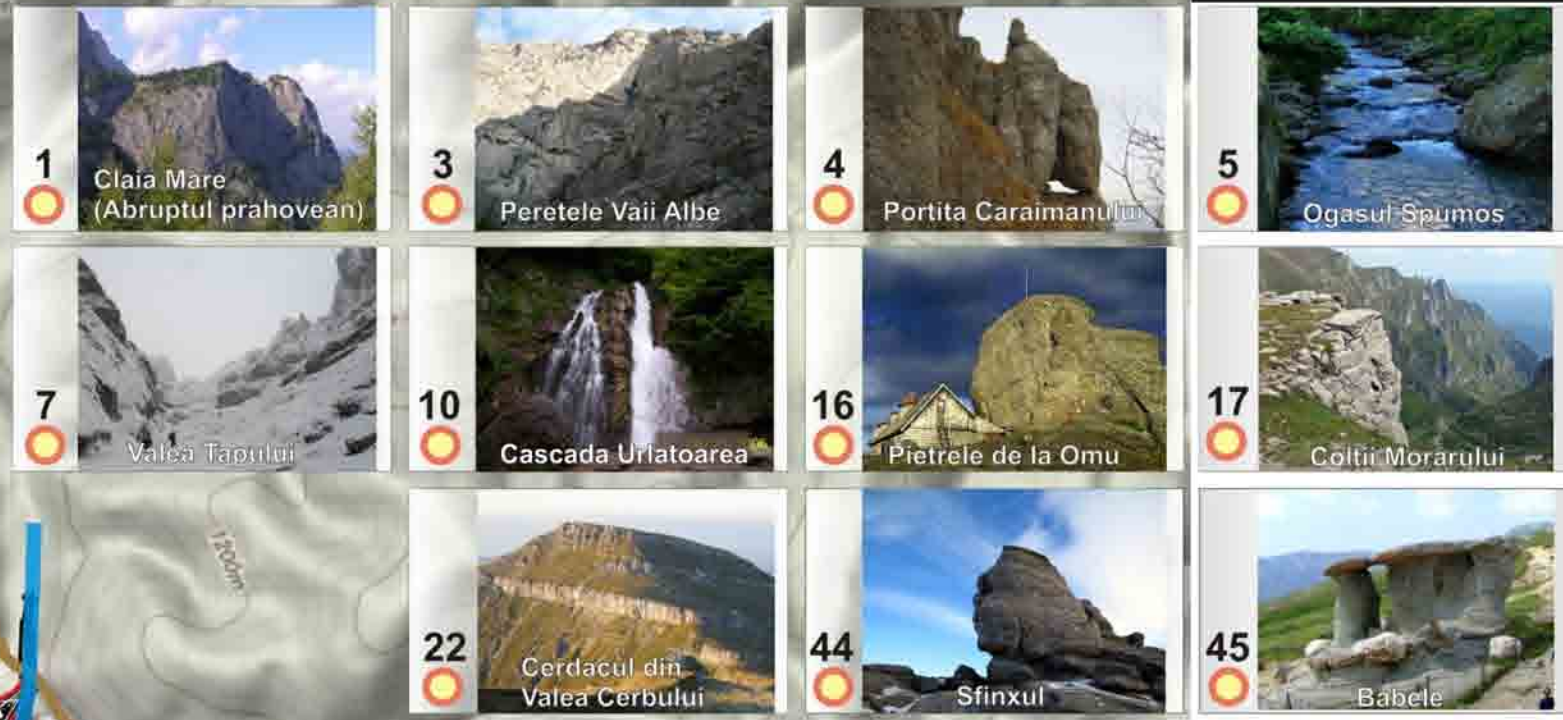 1
Claia Mare
(Abruptul prahovean)
3
Peretele Vaii Albe
4
Portita Caraimanului
5
Ogasul Spumos
7
Valea Tapului
10
Cascada Urlatoarea
16
Pietrele de la Omu
17
Coltii Morarului
1200m
22
Cerdacul din
Valea Cerbului
44
Sfinxul
45
Babele